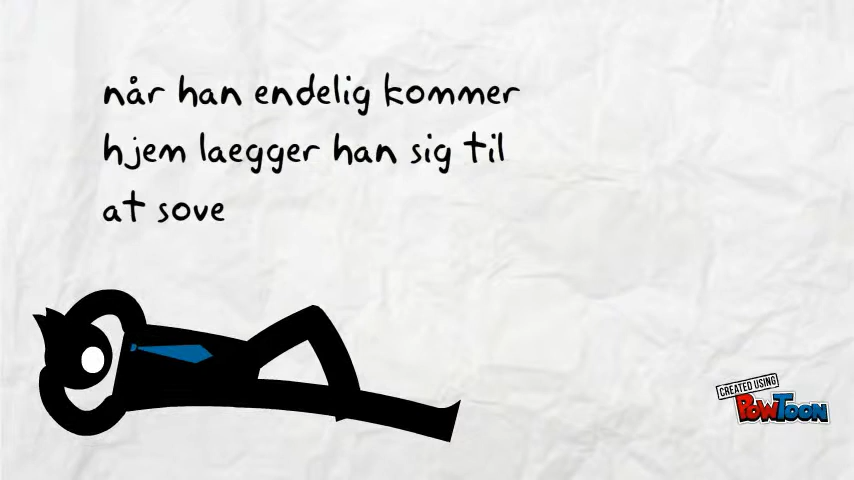 når han endelig kommer
hjem laegger han sig til
at sove
CREATED USING
POWTOON